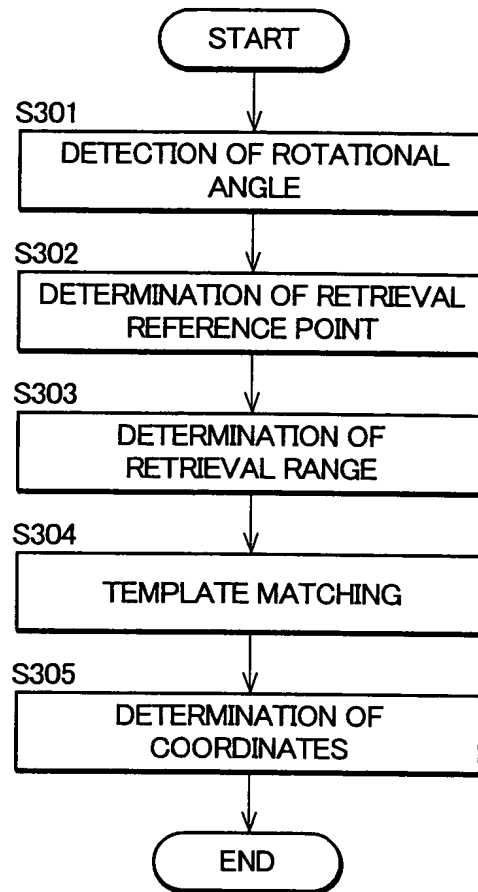 START
S301
DETECTION OF ROTATIONAL
ANGLE
S302
DETERMINATION OF RETRIEVAL
REFERENCE POINT
S303
DETERMINATION OF
RETRIEVAL RANGE
S304
TEMPLATE MATCHING
S305
DETERMINATION OF
COORDINATES
END